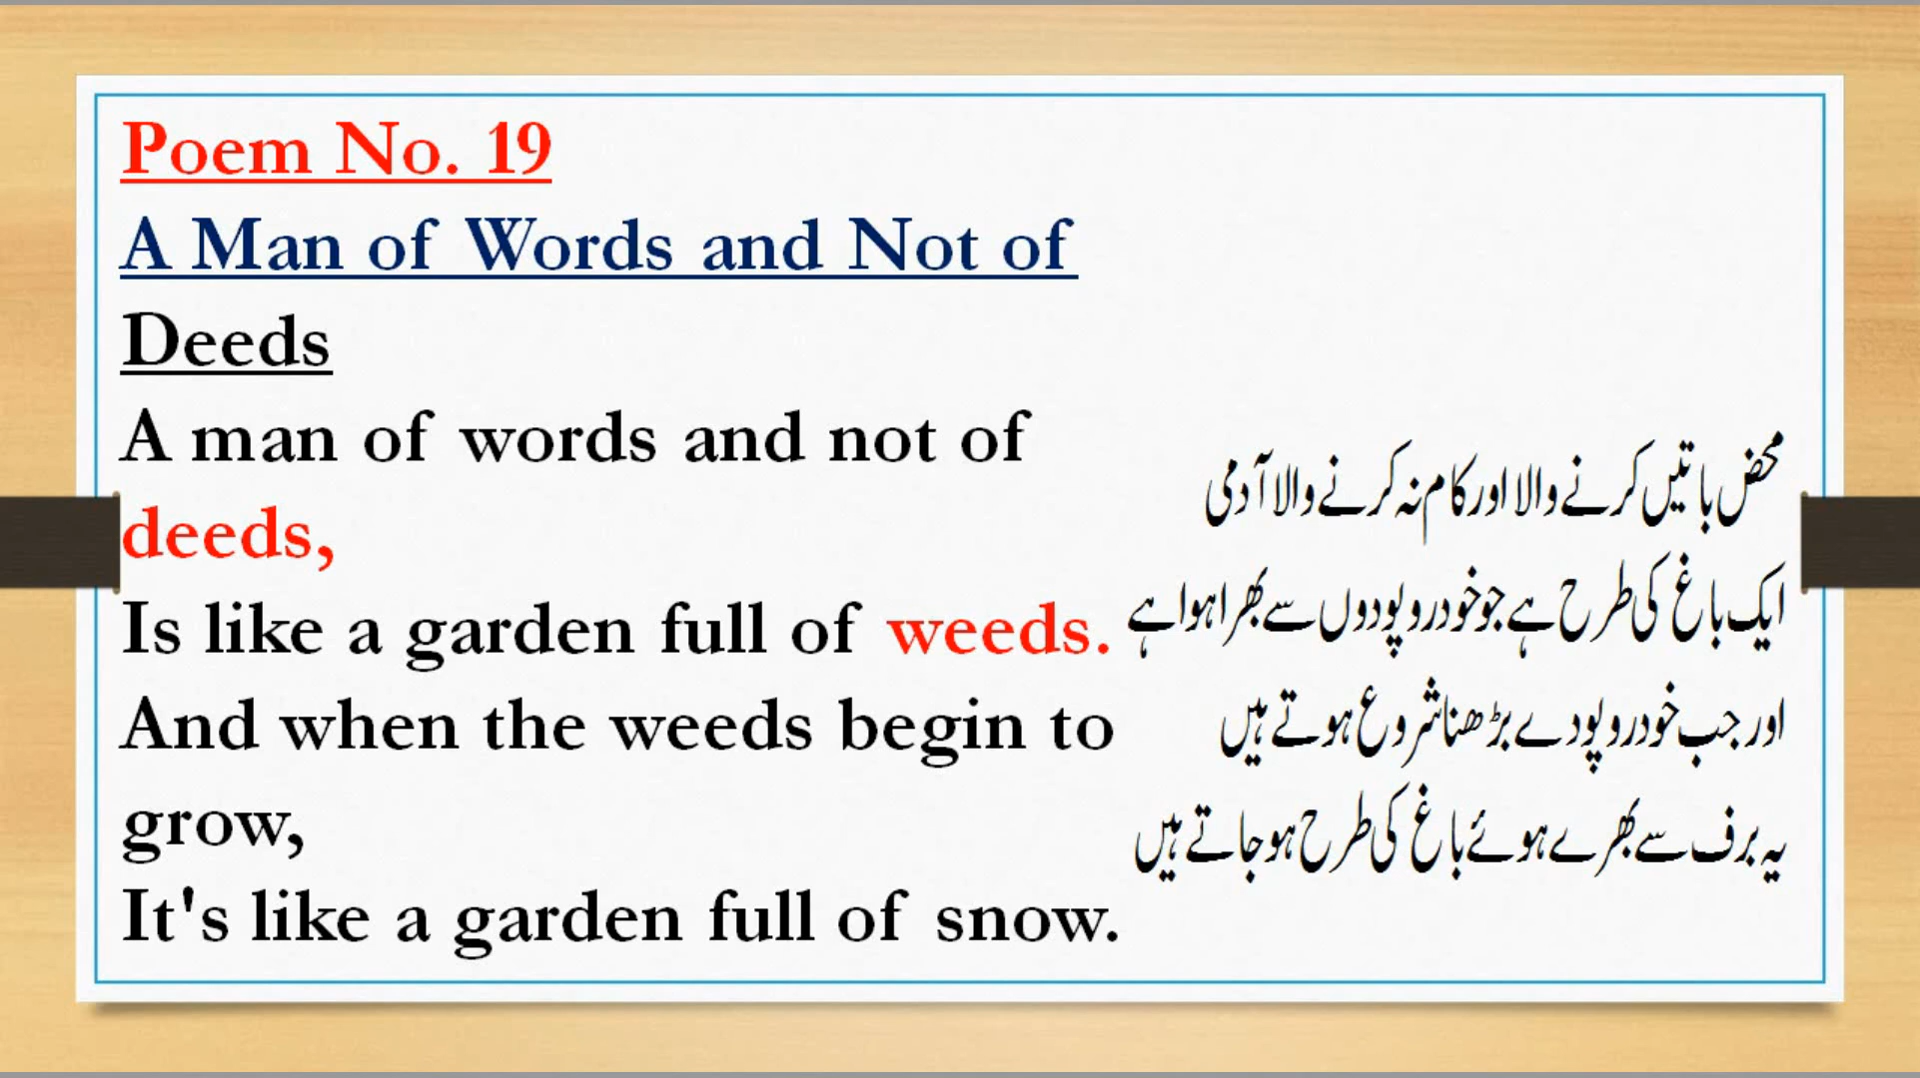 Poem No. 19
A Man of Words and Not of
Deeds
A man of words and not of
deeds,
Is like a garden full of weeds.
And when the weeds begin to
grow,
It's like a garden full of snow.
محض باتیں کرنے والا اور کام نہ کرنے والا آدمی
ایک باغ کی طرح ہے جو خودرو پودوں سے بھرا ہوا ہے
اور جب خودرو پودے بڑھنا شروع ہوتے ہیں
یہ برف سے بھرے ہوئے باغ کی طرح ہو جاتے ہیں